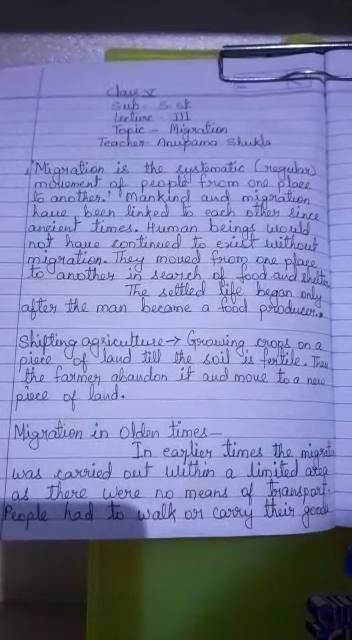 Class V
Sub - S.St
Lecture - III
Topic - Migration
Teacher- Anupama Shukla
"Migration is the systematic (regular)
movement of people from one place
to another." Mankind and migration
have been linked to each other since
ancient times. Human beings would
not have continued to exist without
migration. They moved from one place
to another in search of food and shelter
The settled life began only
after the man became a food producer.
Shifting agriculture → Growing crops on a
piece of land till the soil is fertile. Then
the farmer abandon it and move to a new
piece of land.
Migration in Olden times—
In earlier times the migratio
was carried out within a limited area
as there were no means of transport.
People had to walk or carry their goods